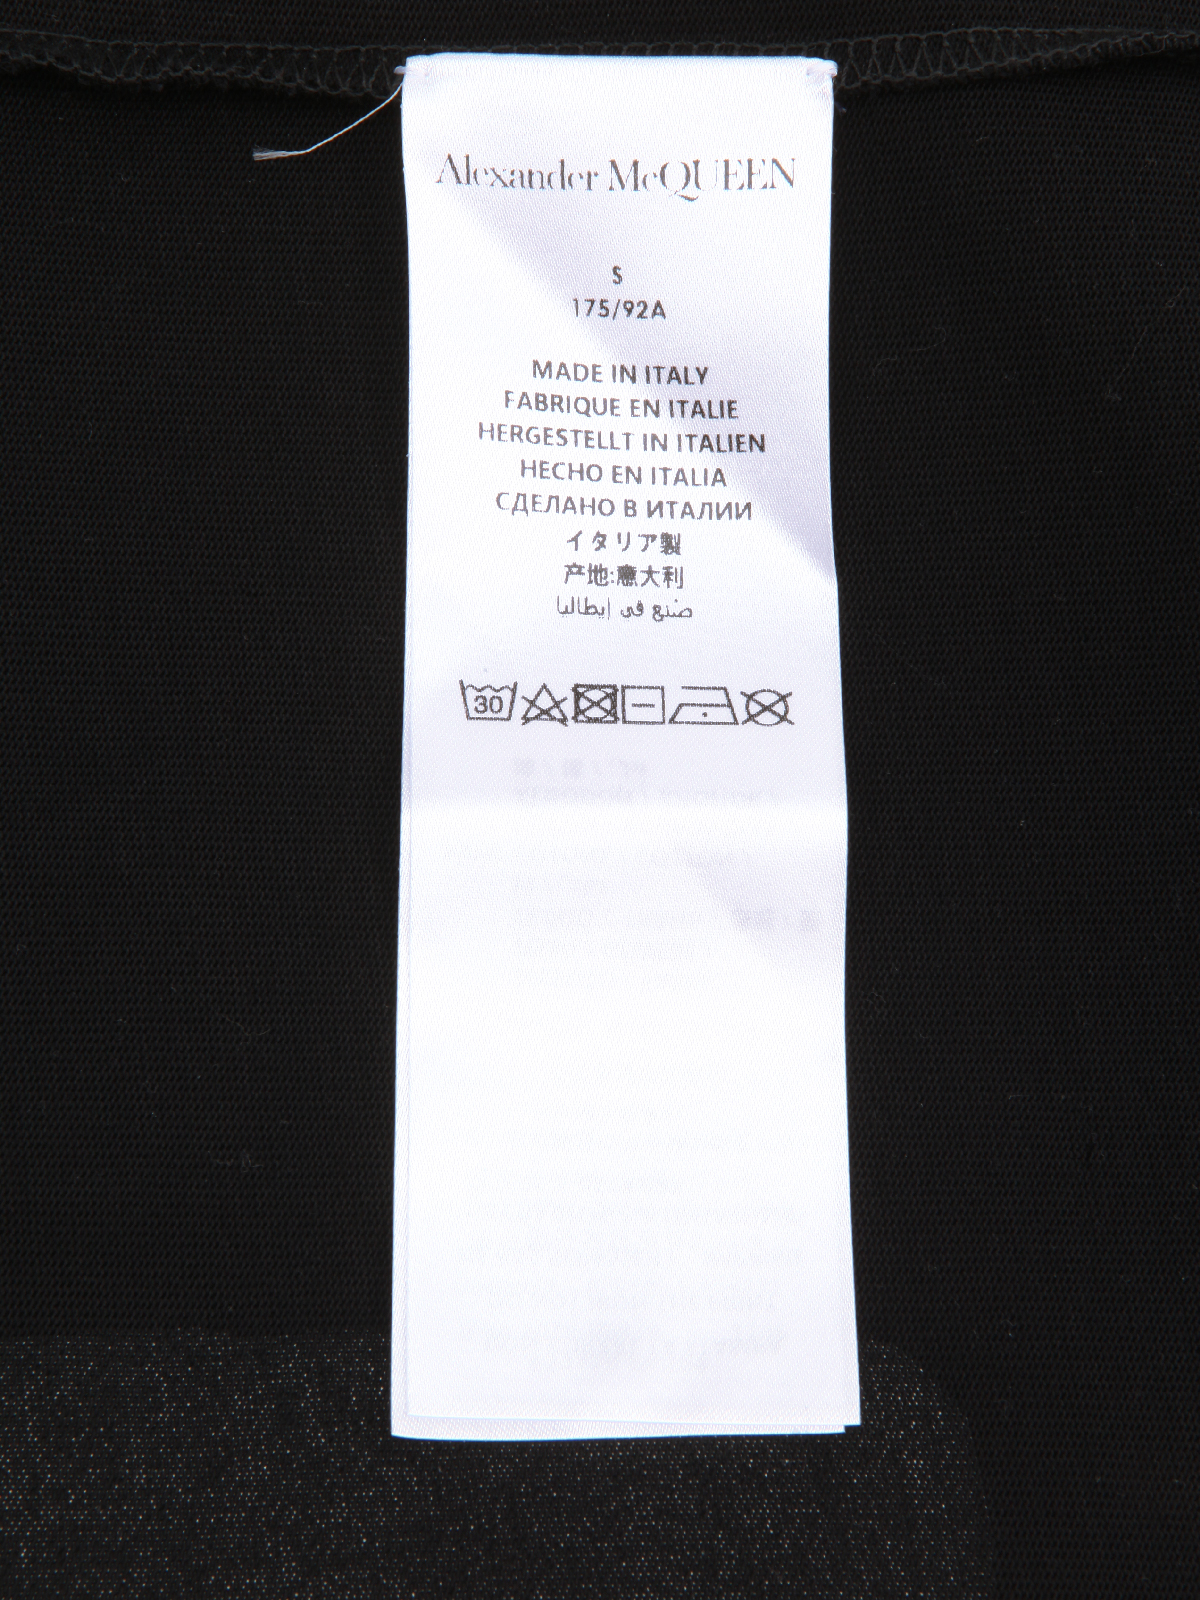 Alexander McQUEEN
S
175/92A
MADE IN ITALY
FABRIQUE EN ITALIE
HERGESTELLT IN ITALIEN
HECHO EN ITALIA
СДЕЛАНО В ИТАЛИИ
イタリア製
产地:意大利
صنع في إيطاليا
30